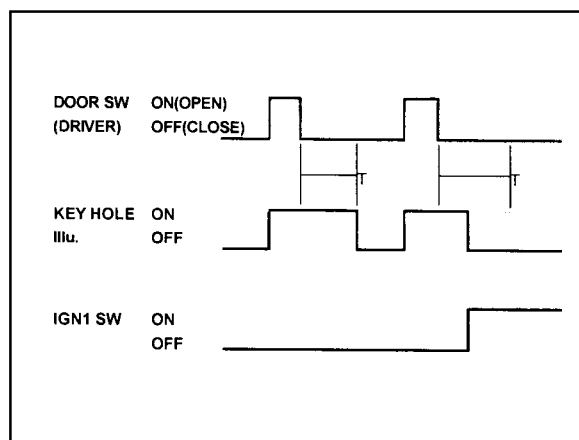 DOOR SW ON(OPEN)
(DRIVER) OFF(CLOSE)
T T
KEY HOLE ON
Illu. OFF
IGN1 SW ON
OFF